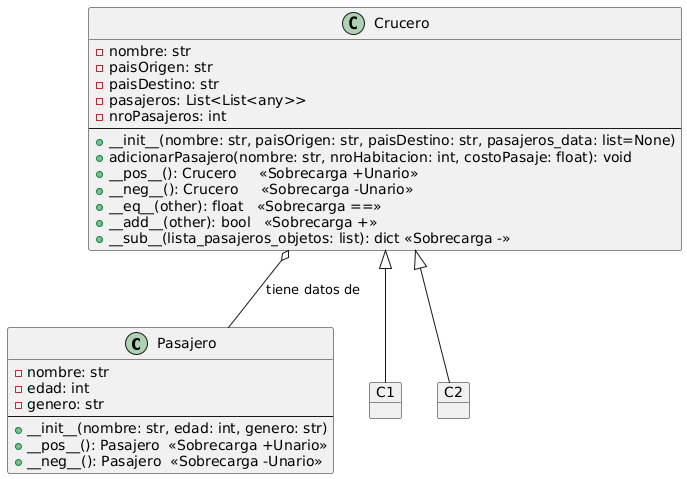 C Crucero
nombre: str
paisOrigen: str
paisDestino: str
pasajeros: List<List<any>>
nroPasajeros: int
__init__(nombre: str, paisOrigen: str, paisDestino: str, pasajeros_data: list=None)
adicionarPasajero(nombre: str, nroHabitacion: int, costoPasaje: float): void
__pos__(): Crucero «Sobrecarga +Unario»
__neg__(): Crucero «Sobrecarga -Unario»
__eq__(other): float «Sobrecarga ==»
__add__(other): bool «Sobrecarga +»
__sub__(lista_pasajeros_objetos: list): dict «Sobrecarga -»
tiene datos de
C Pasajero
nombre: str
edad: int
genero: str
__init__(nombre: str, edad: int, genero: str)
__pos__(): Pasajero «Sobrecarga +Unario»
__neg__(): Pasajero «Sobrecarga -Unario»
C1
C2